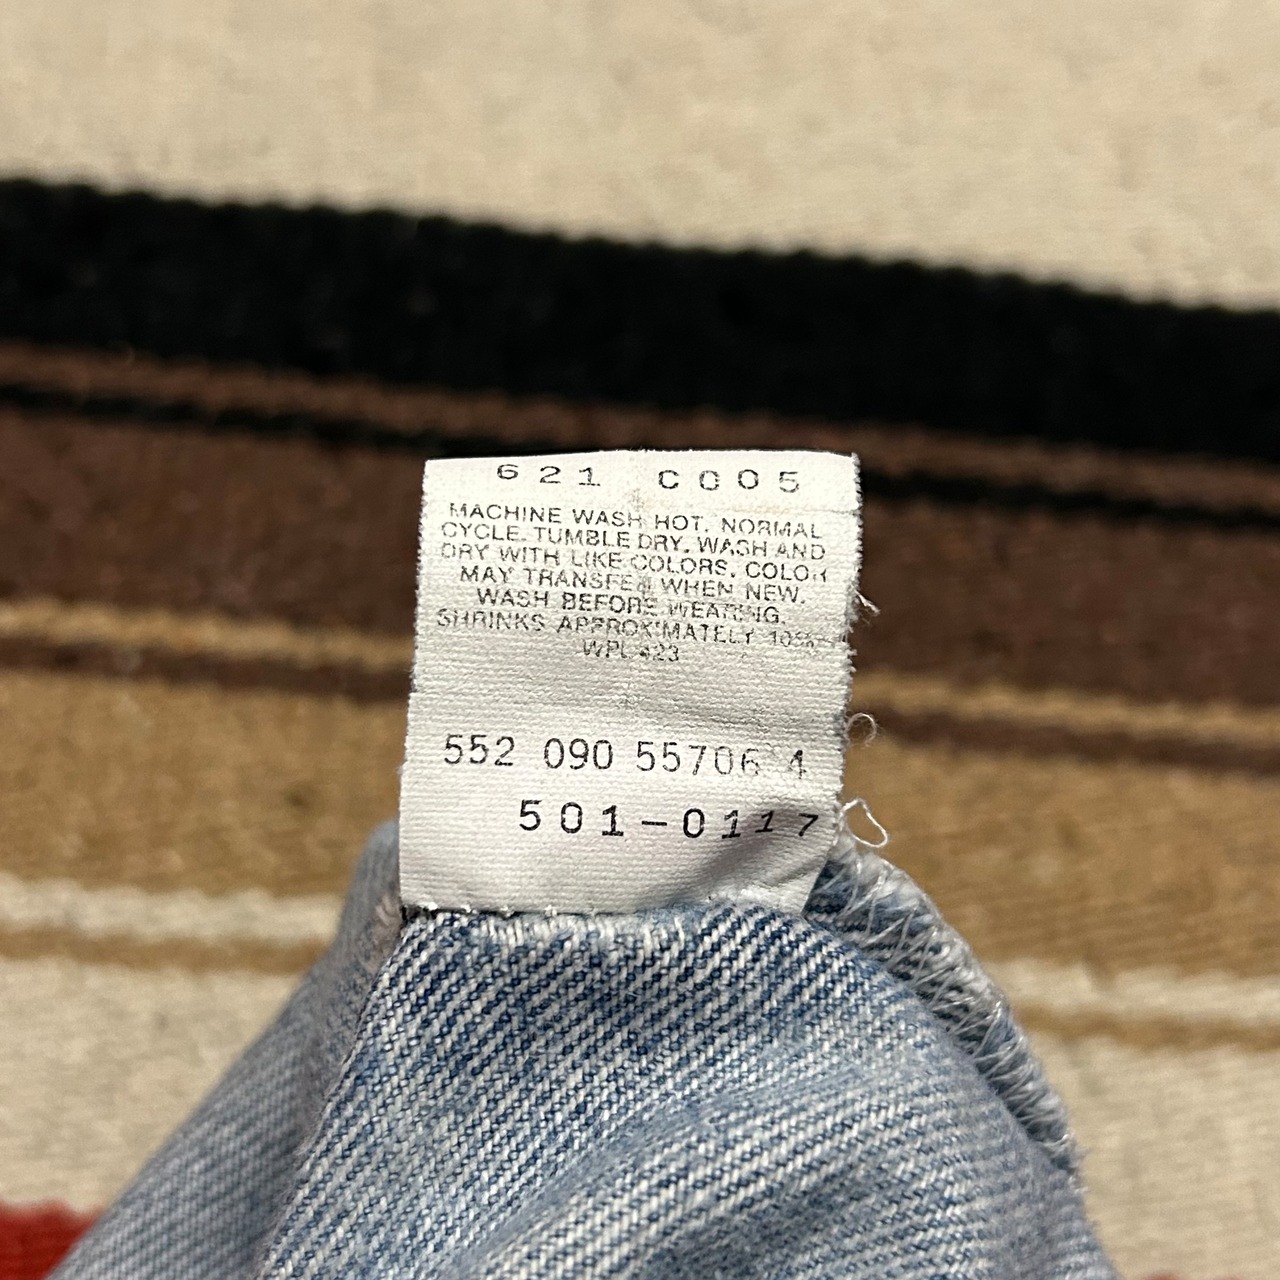 621 C005
MACHINE WASH HOT, NORMAL
CYCLE. TUMBLE DRY. WASH AND
DRY WITH LIKE COLORS. COLOR
MAY TRANSFER WHEN NEW.
WASH BEFORE WEARING.
SHRINKS APPROXIMATELY 10%
WPL 423
552 090 55706 4
501-0117